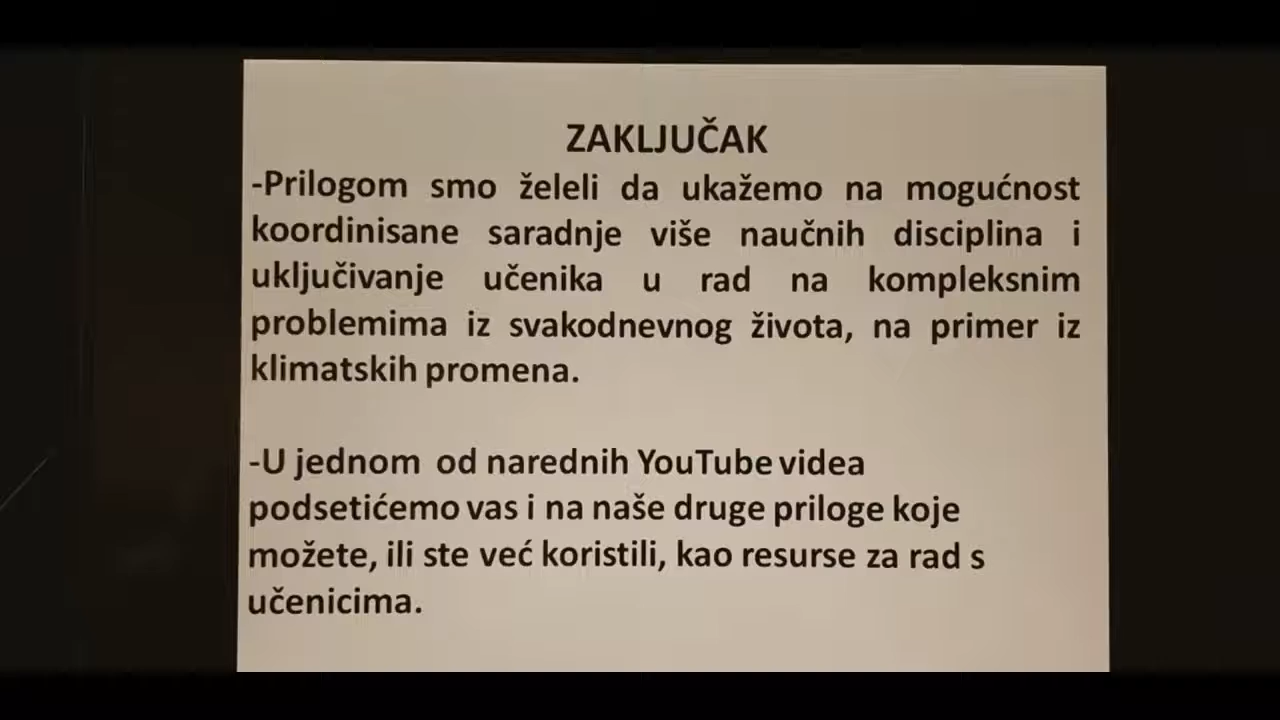 ZAKLJUČAK
-Prilogom smo želeli da ukažemo na mogućnost
koordinisane saradnje više naučnih disciplina i
uključivanje učenika u rad na kompleksnim
problemima iz svakodnevnog života, na primer iz
klimatskih promena.
-U jednom od narednih YouTube videa
podsetićemo vas i na naše druge priloge koje
možete, ili ste već koristili, kao resurse za rad s
učenicima.